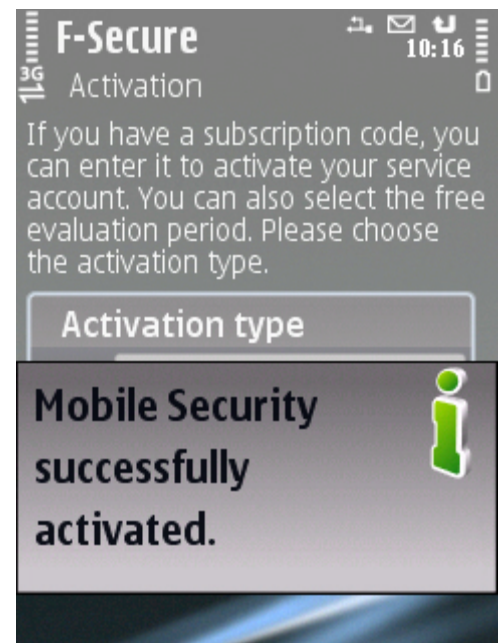 F-Secure
10:16
3G
Activation
If you have a subscription code, you
can enter it to activate your service
account. You can also select the free
evaluation period. Please choose
the activation type.
Activation type
Mobile Security
successfully
activated.